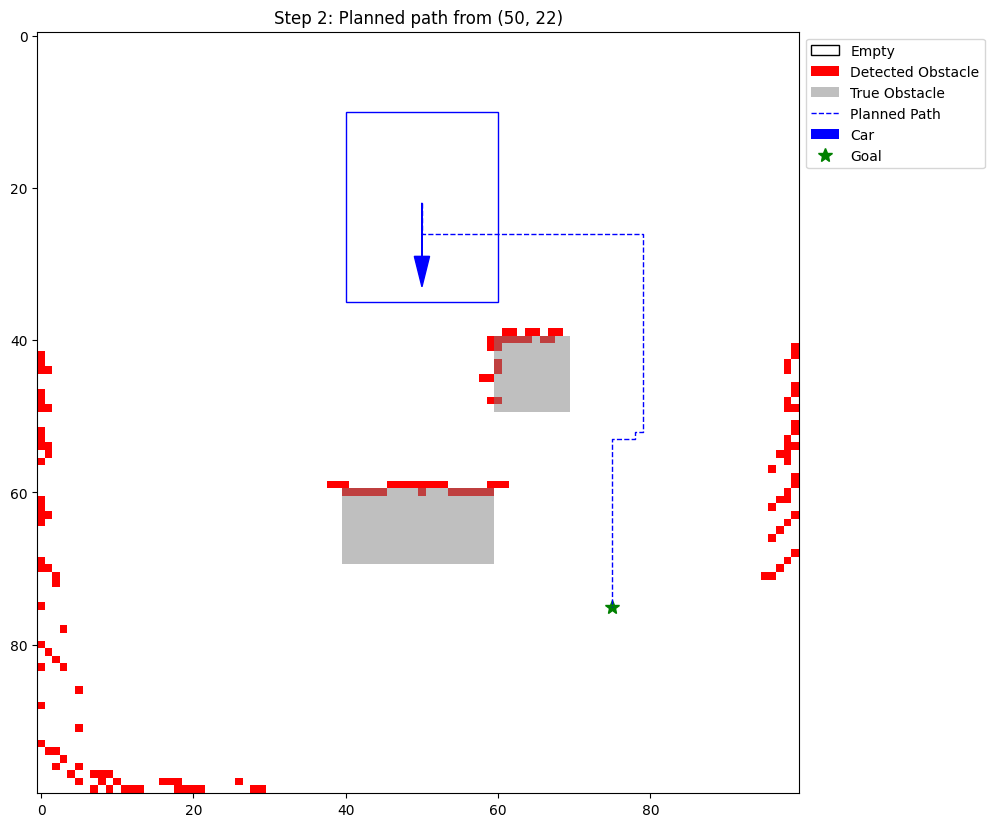 Step 2: Planned path from (50, 22)
Empty
Detected Obstacle
True Obstacle
Planned Path
Car
Goal
0
20
40
60
80
0
20
40
60
80